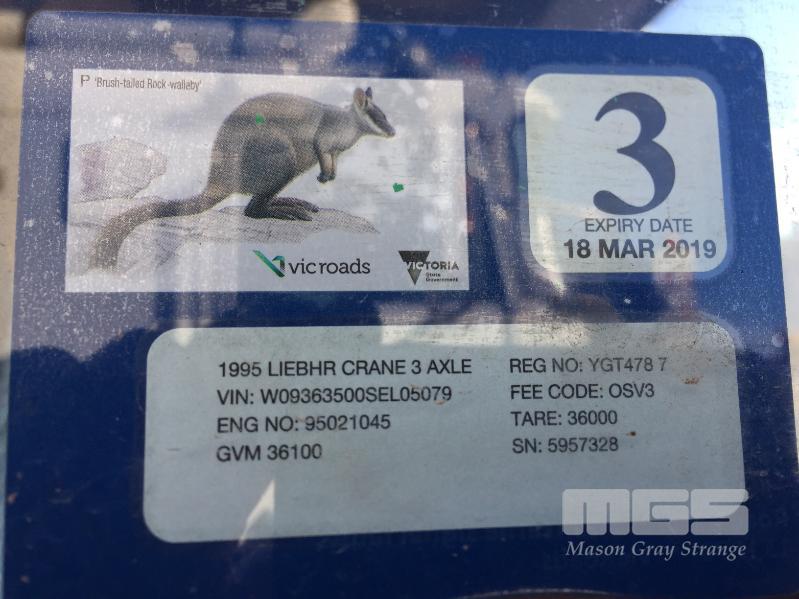 P 'Brush-tailed Rock-wallaby'
vicroads
VICTORIA
State
Government
3
EXPIRY DATE
18 MAR 2019
1995 LIEBHR CRANE 3 AXLE
VIN: W09363500SEL05079
ENG NO: 95021045
GVM 36100
REG NO: YGT478 7
FEE CODE: OSV3
TARE: 36000
SN: 5957328
MGS
Mason Gray Strange